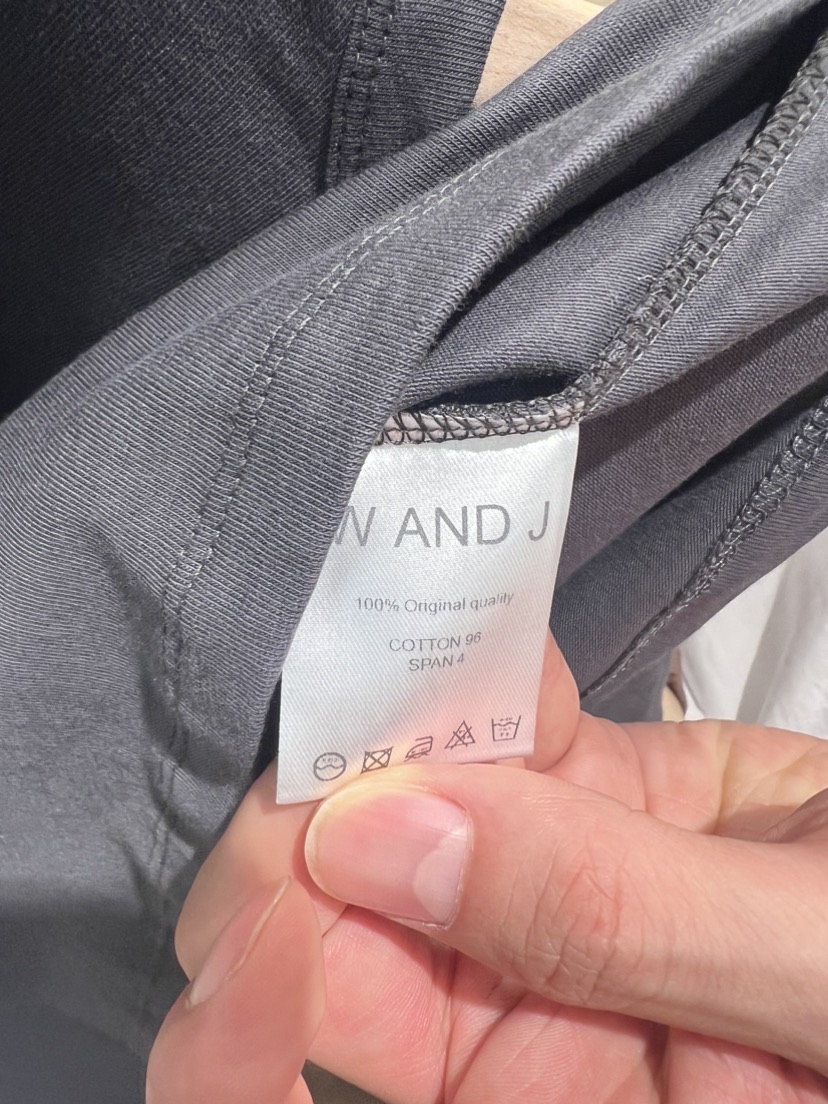 W AND J
100% Original quality
COTTON 96
SPAN 4